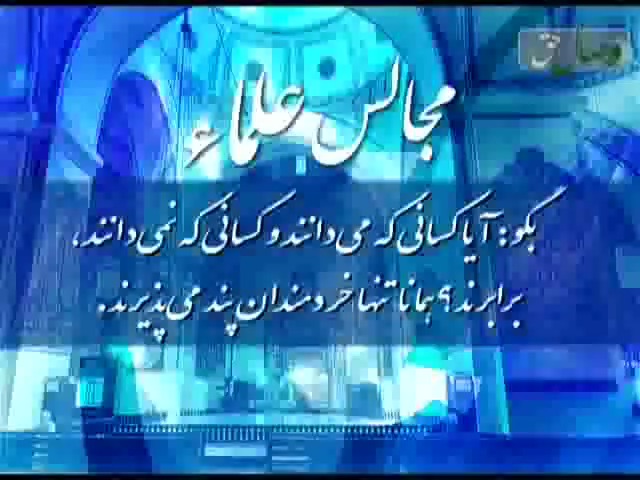 مجالس علماء
بگو: آیا کسانی که می دانند و کسانی که نمی دانند،
برابرند؟ همانا تنها خردمندان پند می پذیرند.